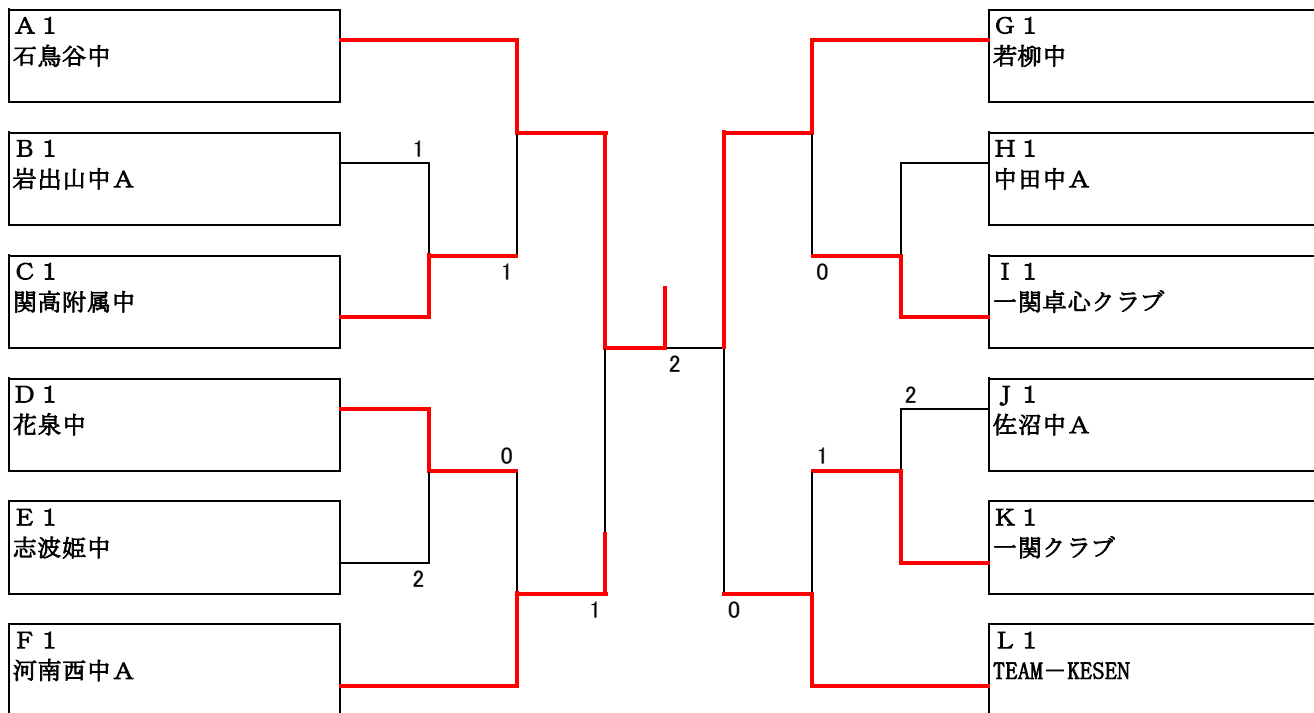 A 1
石鳥谷中
B 1
岩出山中A
C 1
関高附属中
D 1
花泉中
E 1
志波姫中
F 1
河南西中A
1
1
0
2
1
2
G 1
若柳中
H 1
中田中A
I 1
一関卓心クラブ
J 1
佐沼中A
K 1
一関クラブ
L 1
TEAM－KESEN
0
2
1
0